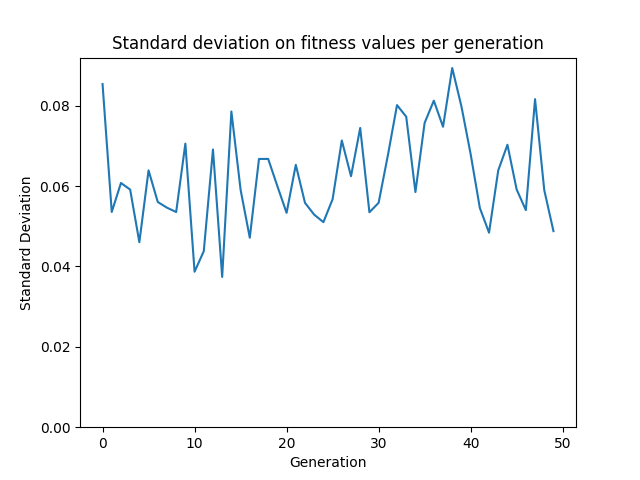 Standard deviation on fitness values per generation
0.08
0.06
0.04
0.02
0.00
Standard Deviation
0 10 20 30 40 50
Generation